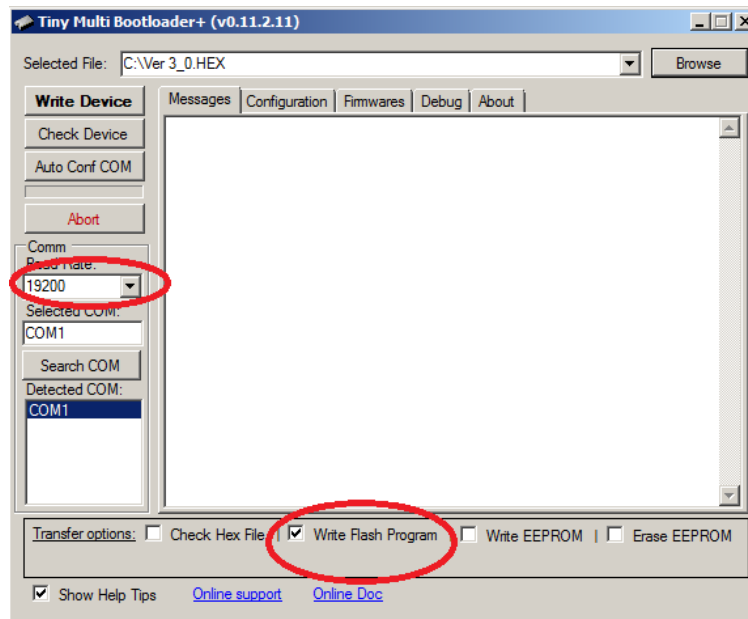 Tiny Multi Bootloader+ (v0.11.2.11)
Selected File: C:\Ver 3_0.HEX Browse
Write Device
Check Device
Auto Conf COM
Abort
Messages Configuration Firmwares Debug About
Comm
Baud Rate:
19200
Selected COM:
COM1
Search COM
Detected COM:
COM1
Transfer options: Check Hex File | Write Flash Program Write EEPROM | Erase EEPROM
Show Help Tips Online support Online Doc